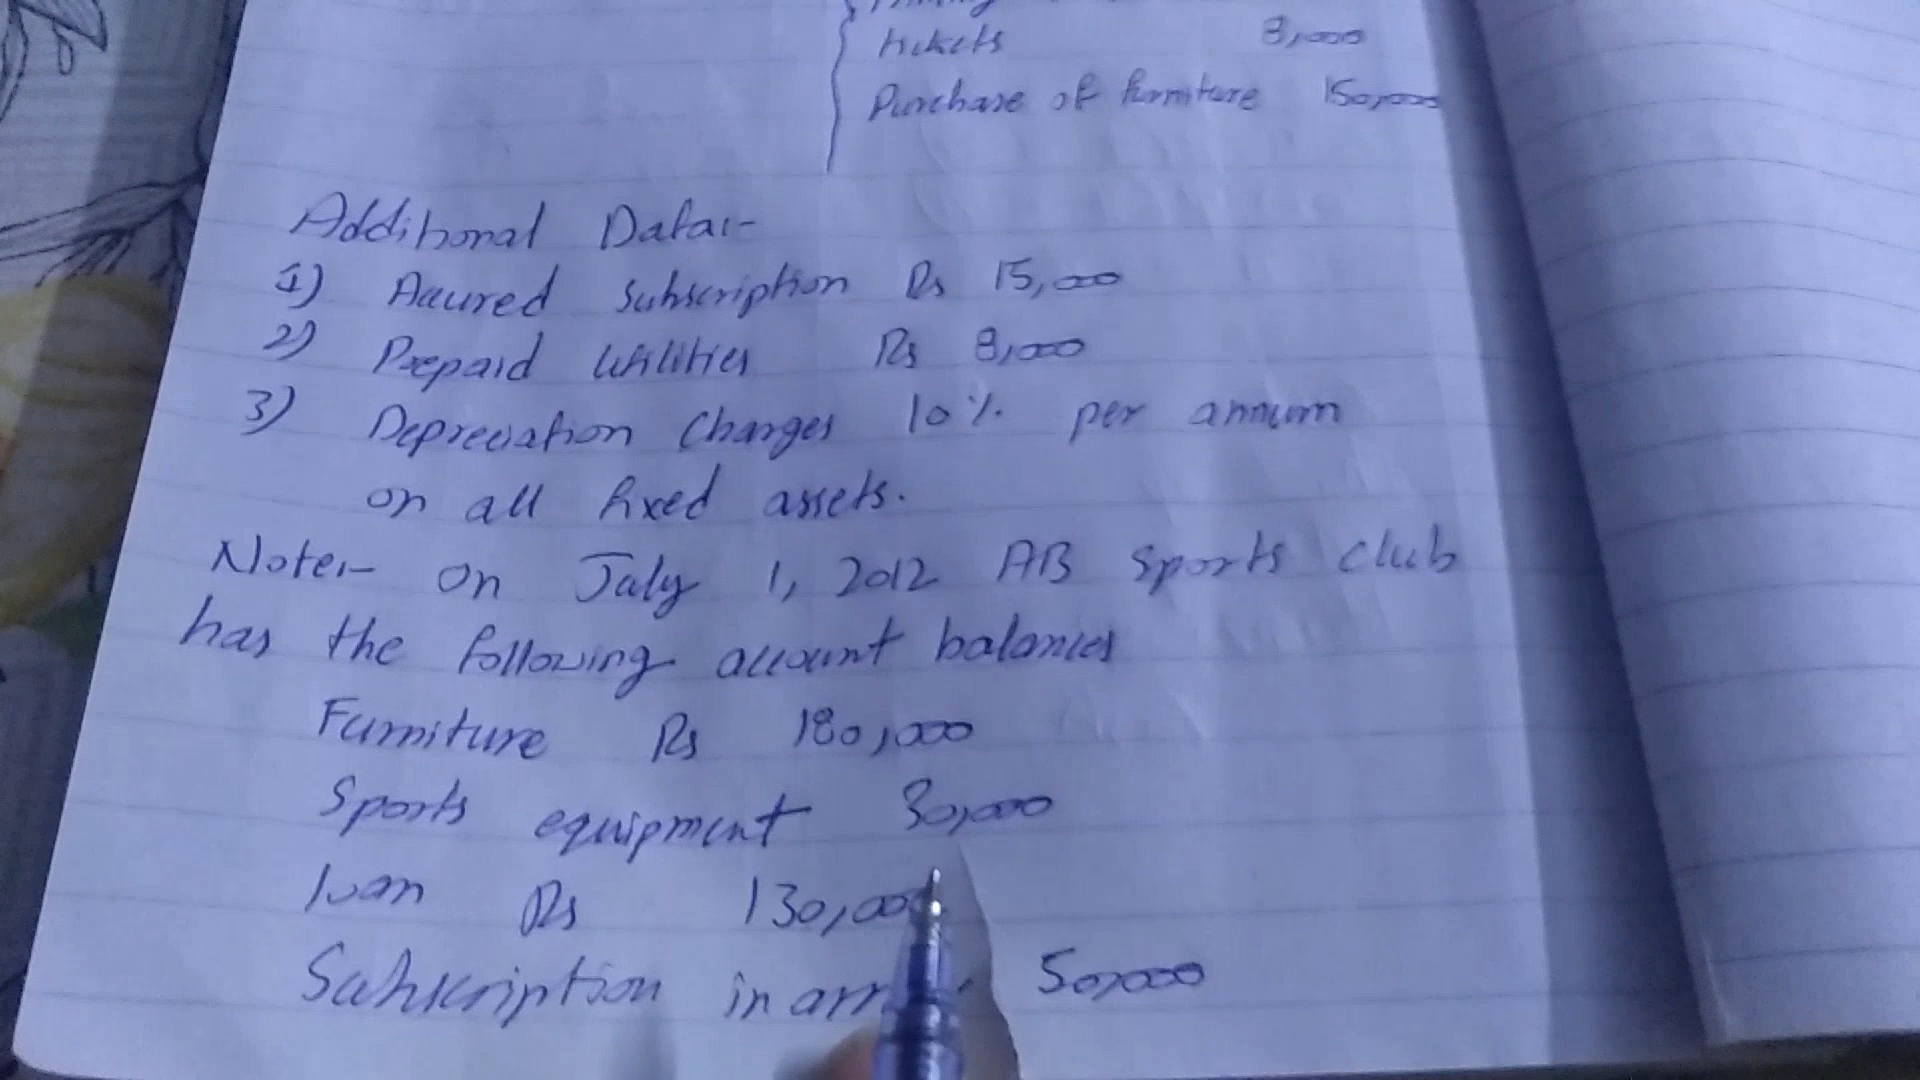 tickets 8,000
Purchase of furniture 150,000
Additional Data:-
1) Accured Subscription Rs 15,000
2) Prepaid Utilities Rs 8,000
3) Depreciation Charges 10% per annum
on all fixed assets.
Note:- On July 1, 2012 AB Sports Club
has the following account balances
Furniture Rs 180,000
Sports equipment 80,000
loan Rs 130,000
Subscription in 50,000